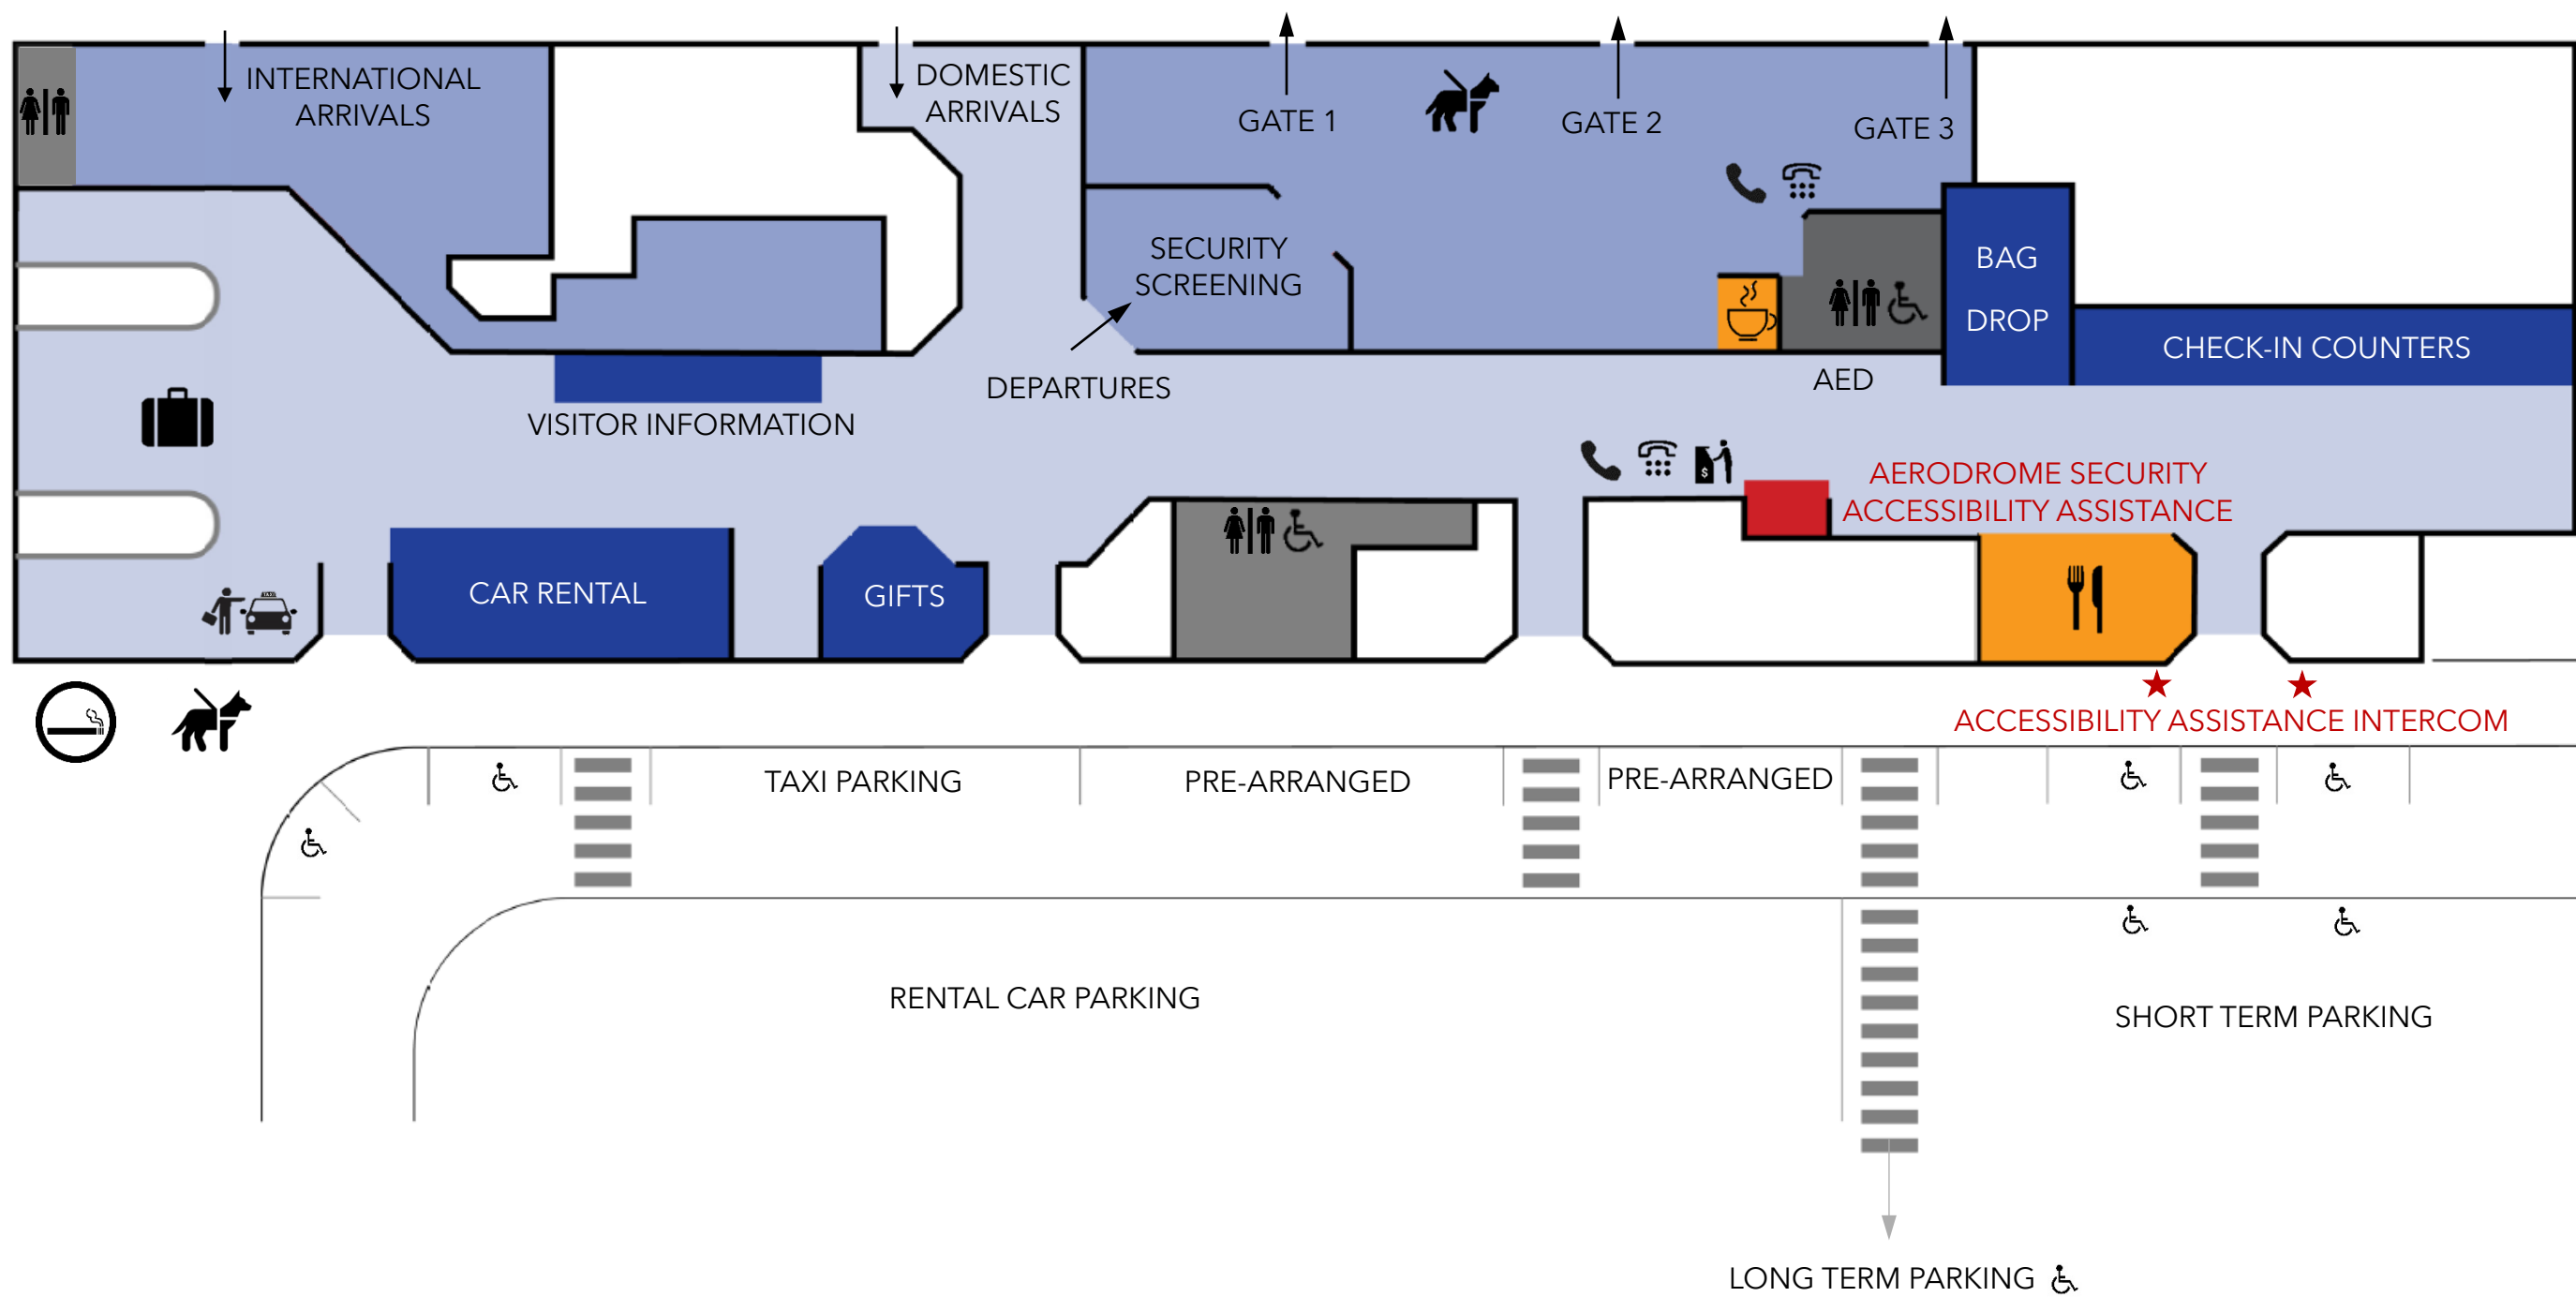 INTERNATIONAL
ARRIVALS
DOMESTIC
ARRIVALS
GATE 1
GATE 2
GATE 3
SECURITY
SCREENING
BAG
DROP
CHECK-IN COUNTERS
DEPARTURES
AED
VISITOR INFORMATION
$
AERODROME SECURITY
ACCESSIBILITY ASSISTANCE
CAR RENTAL
GIFTS
TAXI
ACCESSIBILITY ASSISTANCE INTERCOM
TAXI PARKING
PRE-ARRANGED
PRE-ARRANGED
RENTAL CAR PARKING
SHORT TERM PARKING
LONG TERM PARKING